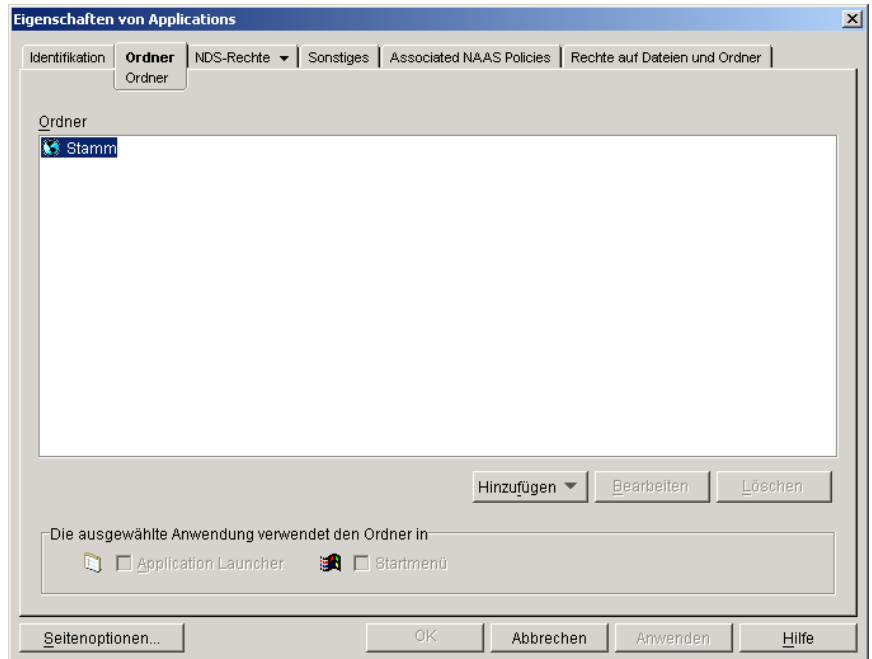 Eigenschaften von Applications
Identifikation Ordner NDS-Rechte Sonstiges Associated NAAS Policies Rechte auf Dateien und Ordner
Ordner
Ordner
Stamm
Hinzufügen Bearbeiten Löschen
Die ausgewählte Anwendung verwendet den Ordner in
Application Launcher Startmenü
Seitenoptionen... OK Abbrechen Anwenden Hilfe